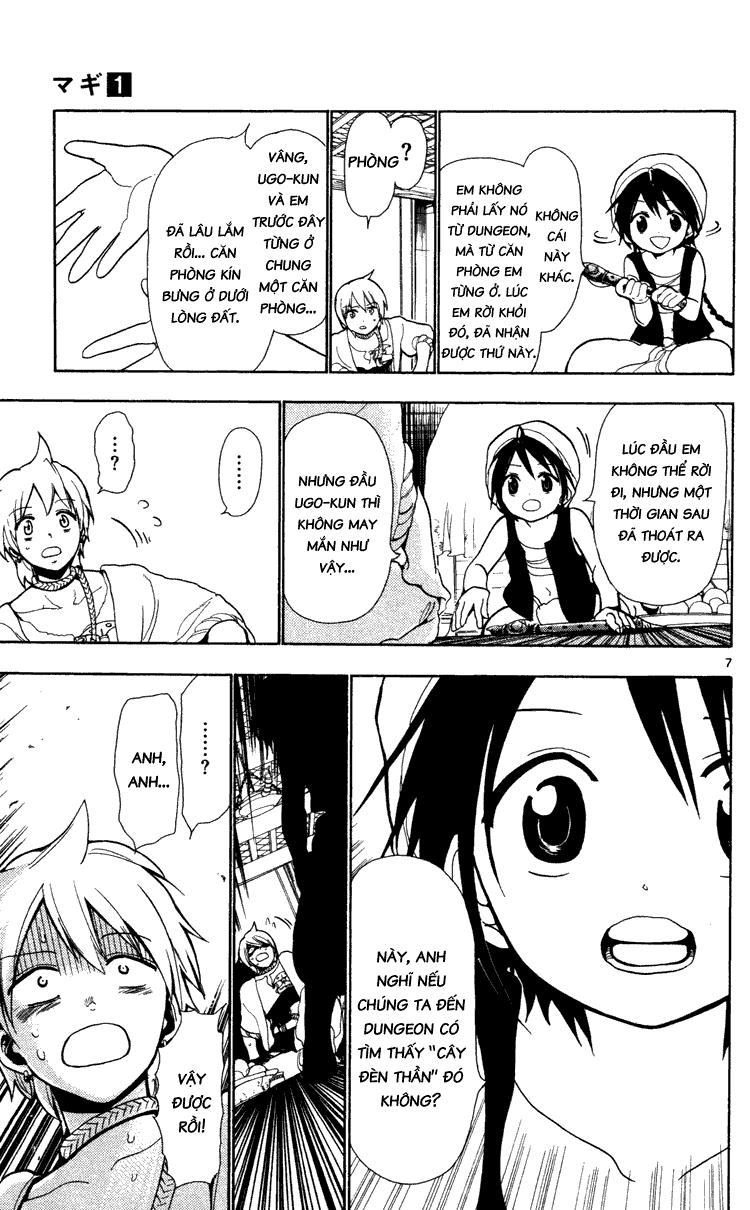 マギ1
KHÔNG
CÁI
NÀY
KHÁC.
EM KHÔNG
PHẢI LẤY NÓ
TỪ DUNGEON,
MÀ TỪ CĂN
PHÒNG EM
TỪNG Ở. LÚC
EM RỜI KHỎI
ĐÓ, ĐÃ NHẬN
ĐƯỢC THỨ NÀY.
PHÒNG?
VÂNG,
UGO-KUN
VÀ EM
TRƯỚC ĐÂY
TỪNG Ở
CHUNG
MỘT CĂN
PHÒNG...
ĐÃ LÂU LẮM
RỒI... CĂN
PHÒNG KÍN
BƯNG Ở DƯỚI
LÒNG ĐẤT.
LÚC ĐẦU EM
KHÔNG THỂ RỜI
ĐI, NHƯNG MỘT
THỜI GIAN SAU
ĐÃ THOÁT RA
ĐƯỢC.
NHƯNG ĐẦU
UGO-KUN THÌ
KHÔNG MAY
MẮN NHƯ
VẬY...
......
...?
7
NÀY, ANH
NGHĨ NẾU
CHÚNG TA ĐẾN
DUNGEON CÓ
TÌM THẤY "CÂY
ĐÈN THẦN" ĐÓ
KHÔNG?
......?
ANH,
ANH...
VẬY
ĐƯỢC
RỒI!